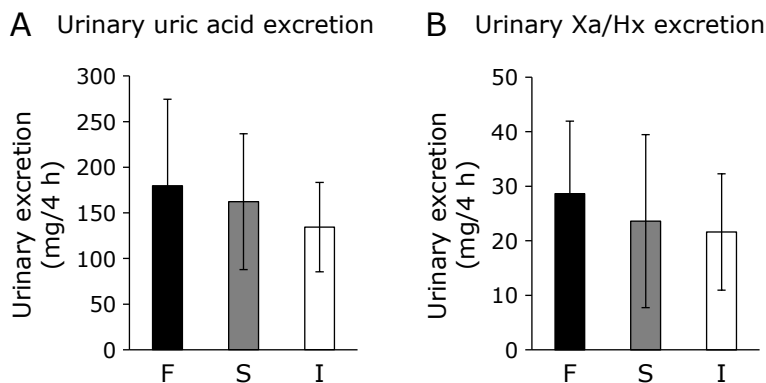 A Urinary uric acid excretion
Urinary excretion
(mg/4 h)
300
250
200
150
100
50
0
F S I
B Urinary Xa/Hx excretion
Urinary excretion
(mg/4 h)
50
40
30
20
10
0
F S I